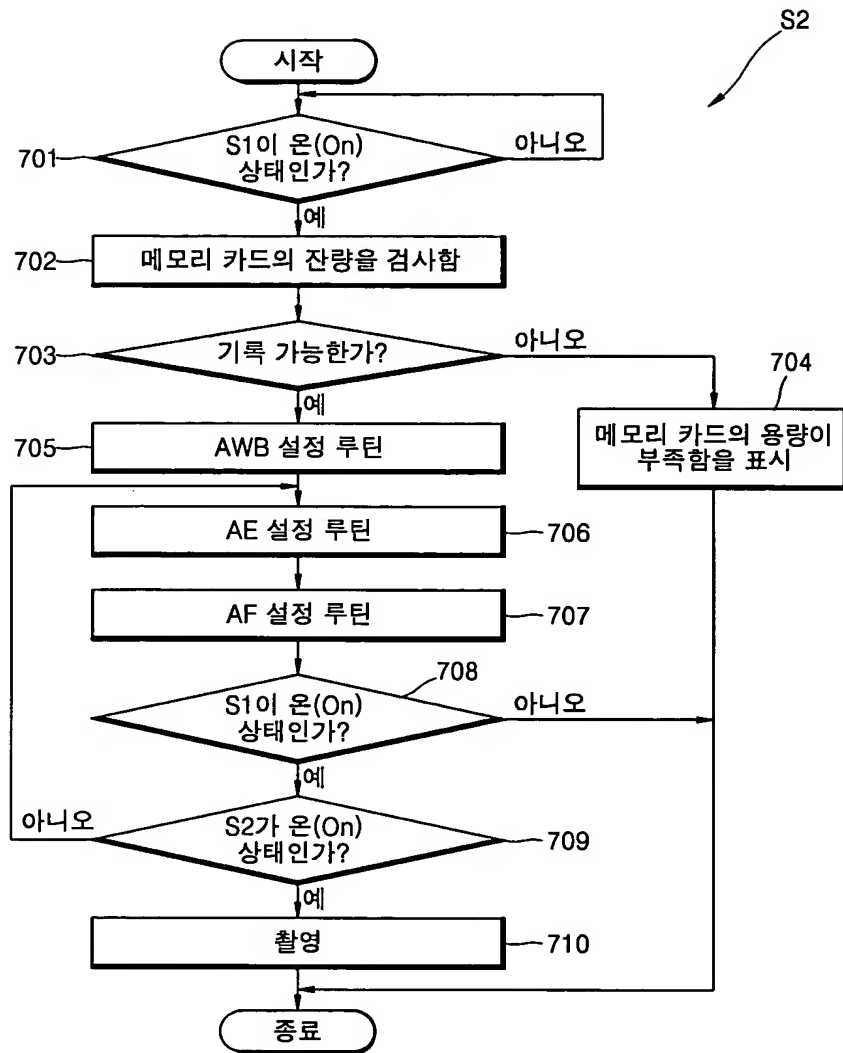 S2
시작
701
S1이 온(On)
상태인가?
아니오
예
702
메모리 카드의 잔량을 검사함
703
기록 가능한가?
아니오
예
704
메모리 카드의 용량이
부족함을 표시
705
AWB 설정 루틴
AE 설정 루틴
706
AF 설정 루틴
707
708
S1이 온(On)
상태인가?
아니오
예
아니오
S2가 온(On)
상태인가?
709
예
촬영
710
종료